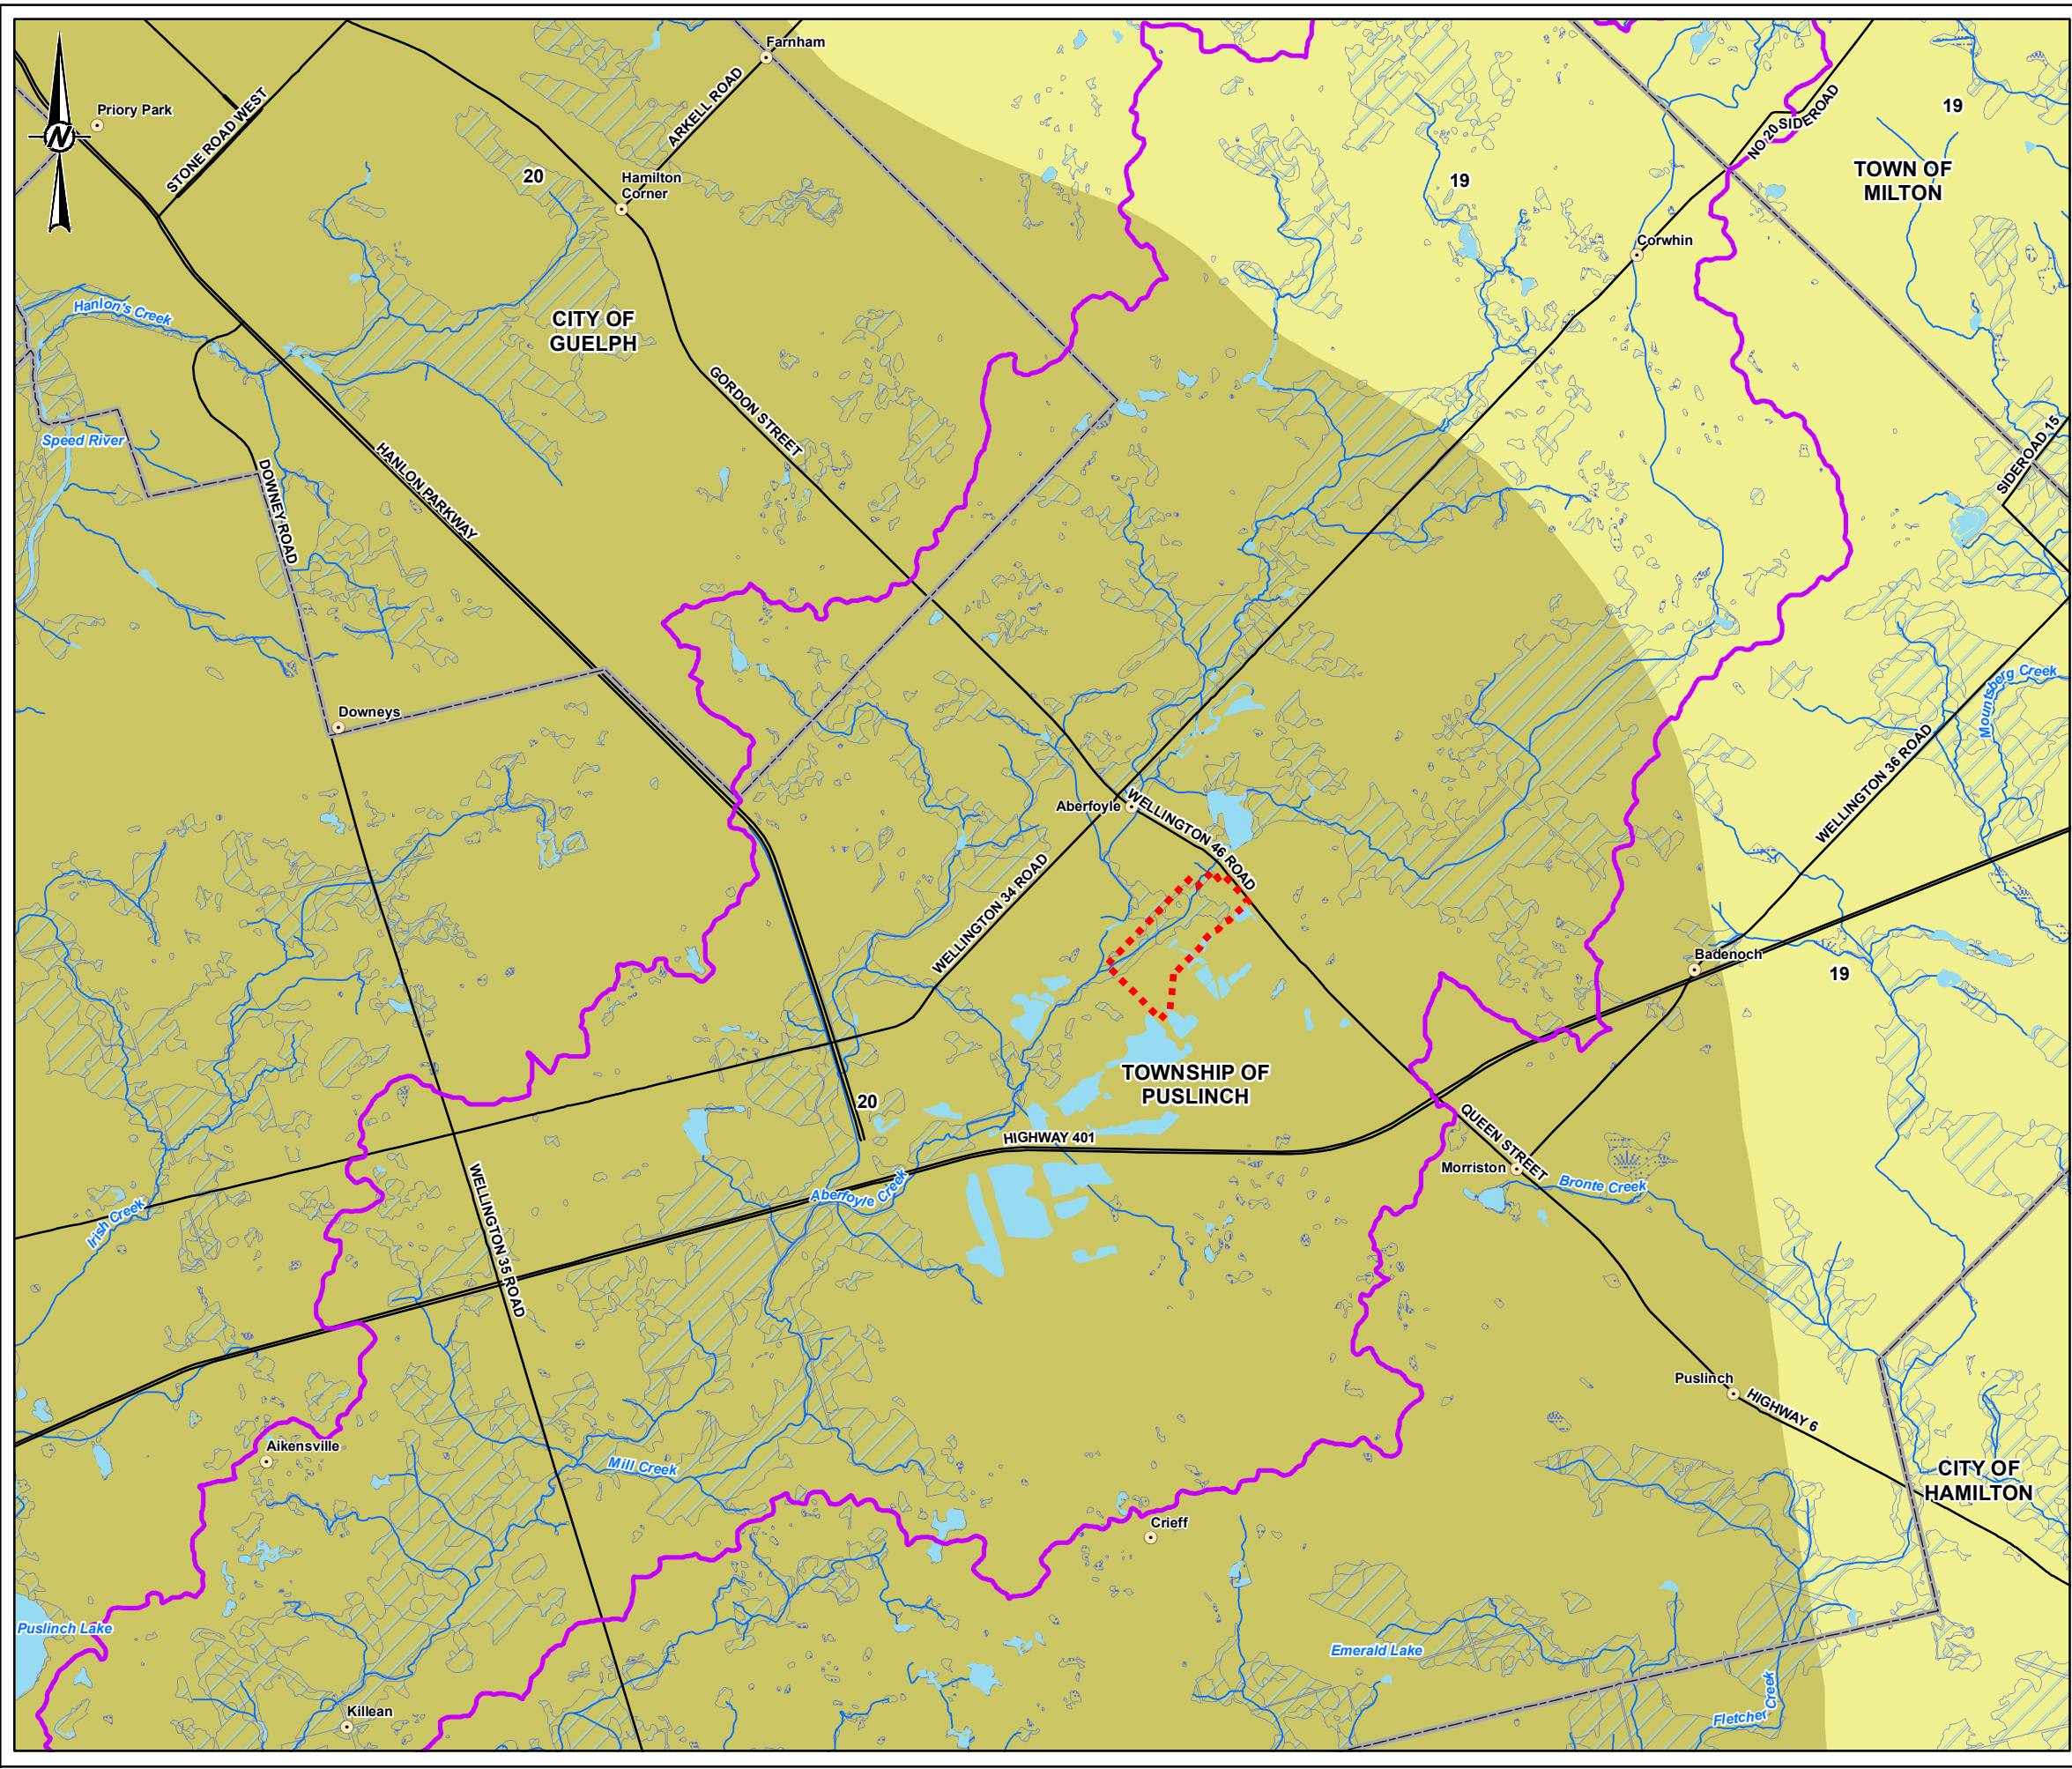 Farnham
Priory Park
STONE ROAD WEST
ARKELL ROAD
NO 20 SIDEROAD
19
N
20
Hamilton
Corner
19
TOWN OF
MILTON
Corwhin
Hanlon's Creek
CITY OF
GUELPH
GORDON STREET
Speed River
HANLON PARKWAY
DOWNEY ROAD
SIDEROAD 15
Mountsberg Creek
Downeys
WELLINGTON 36 ROAD
Aberfoyle
WELLINGTON 46 ROAD
WELLINGTON 34 ROAD
Badenoch
19
TOWNSHIP OF
PUSLINCH
20
HIGHWAY 401
QUEEN STREET
Morriston
Bronte Creek
Aberfoyle Creek
Irish Creek
WELLINGTON 35 ROAD
Puslinch
HIGHWAY 6
Aikensville
Mill Creek
CITY OF
HAMILTON
Crieff
Puslinch Lake
Emerald Lake
Fletcher Creek
Killean